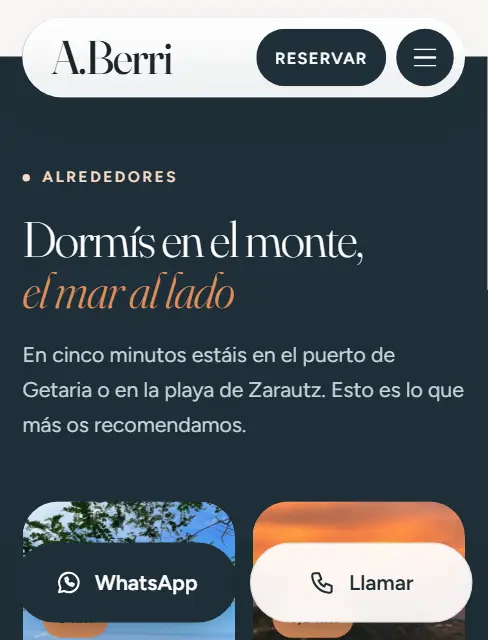 A.Berri
RESERVAR
ALREDEDORES
Dormís en el monte,
el mar al lado
En cinco minutos estáis en el puerto de
Getaria o en la playa de Zarautz. Esto es lo que
más os recomendamos.
WhatsApp
Llamar